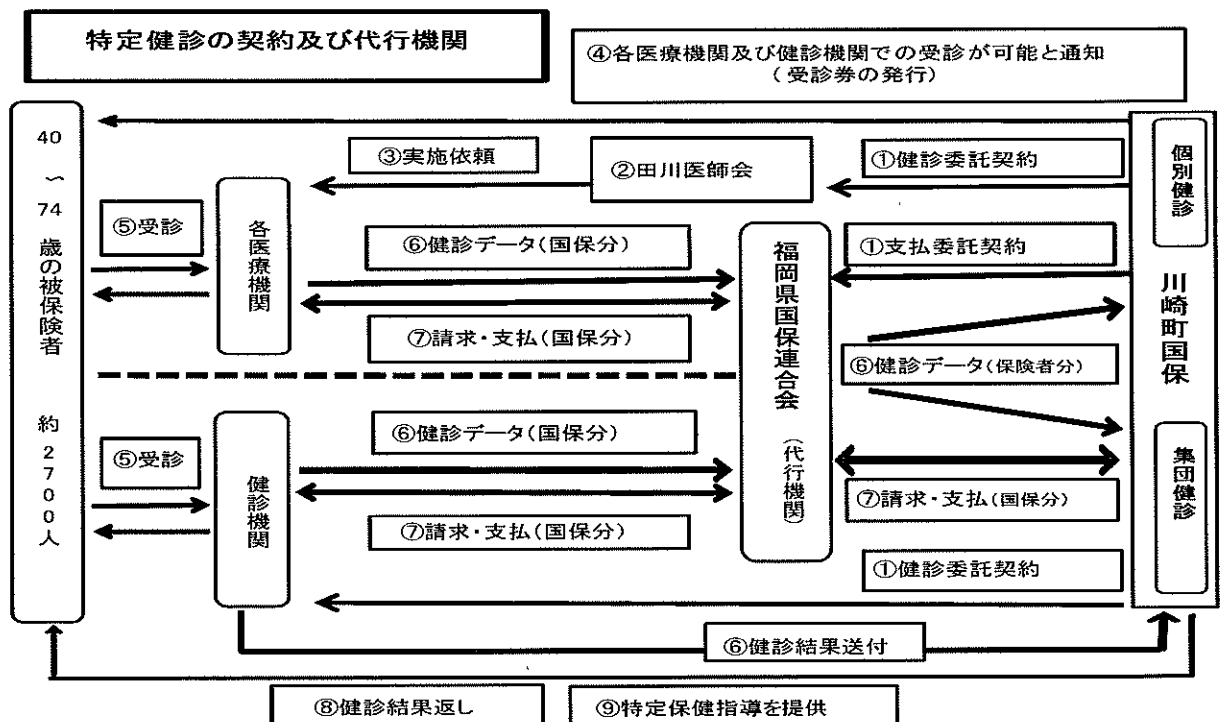 特定健診の契約及び代行機関
④各医療機関及び健診機関での受診が可能と通知
(受診券の発行)
40～74歳の被保険者 約2700人
③実施依頼
②田川医師会
①健診委託契約
個別健診
⑤受診
各医療機関
⑥健診データ(国保分)
福岡県国保連合会
(代行機関)
①支払委託契約
川崎町国保
⑦請求・支払(国保分)
⑥健診データ(保険者分)
⑤受診
健診機関
⑥健診データ(国保分)
⑦請求・支払(国保分)
⑦請求・支払(国保分)
集団健診
①健診委託契約
⑥健診結果送付
⑧健診結果返し
⑨特定保健指導を提供